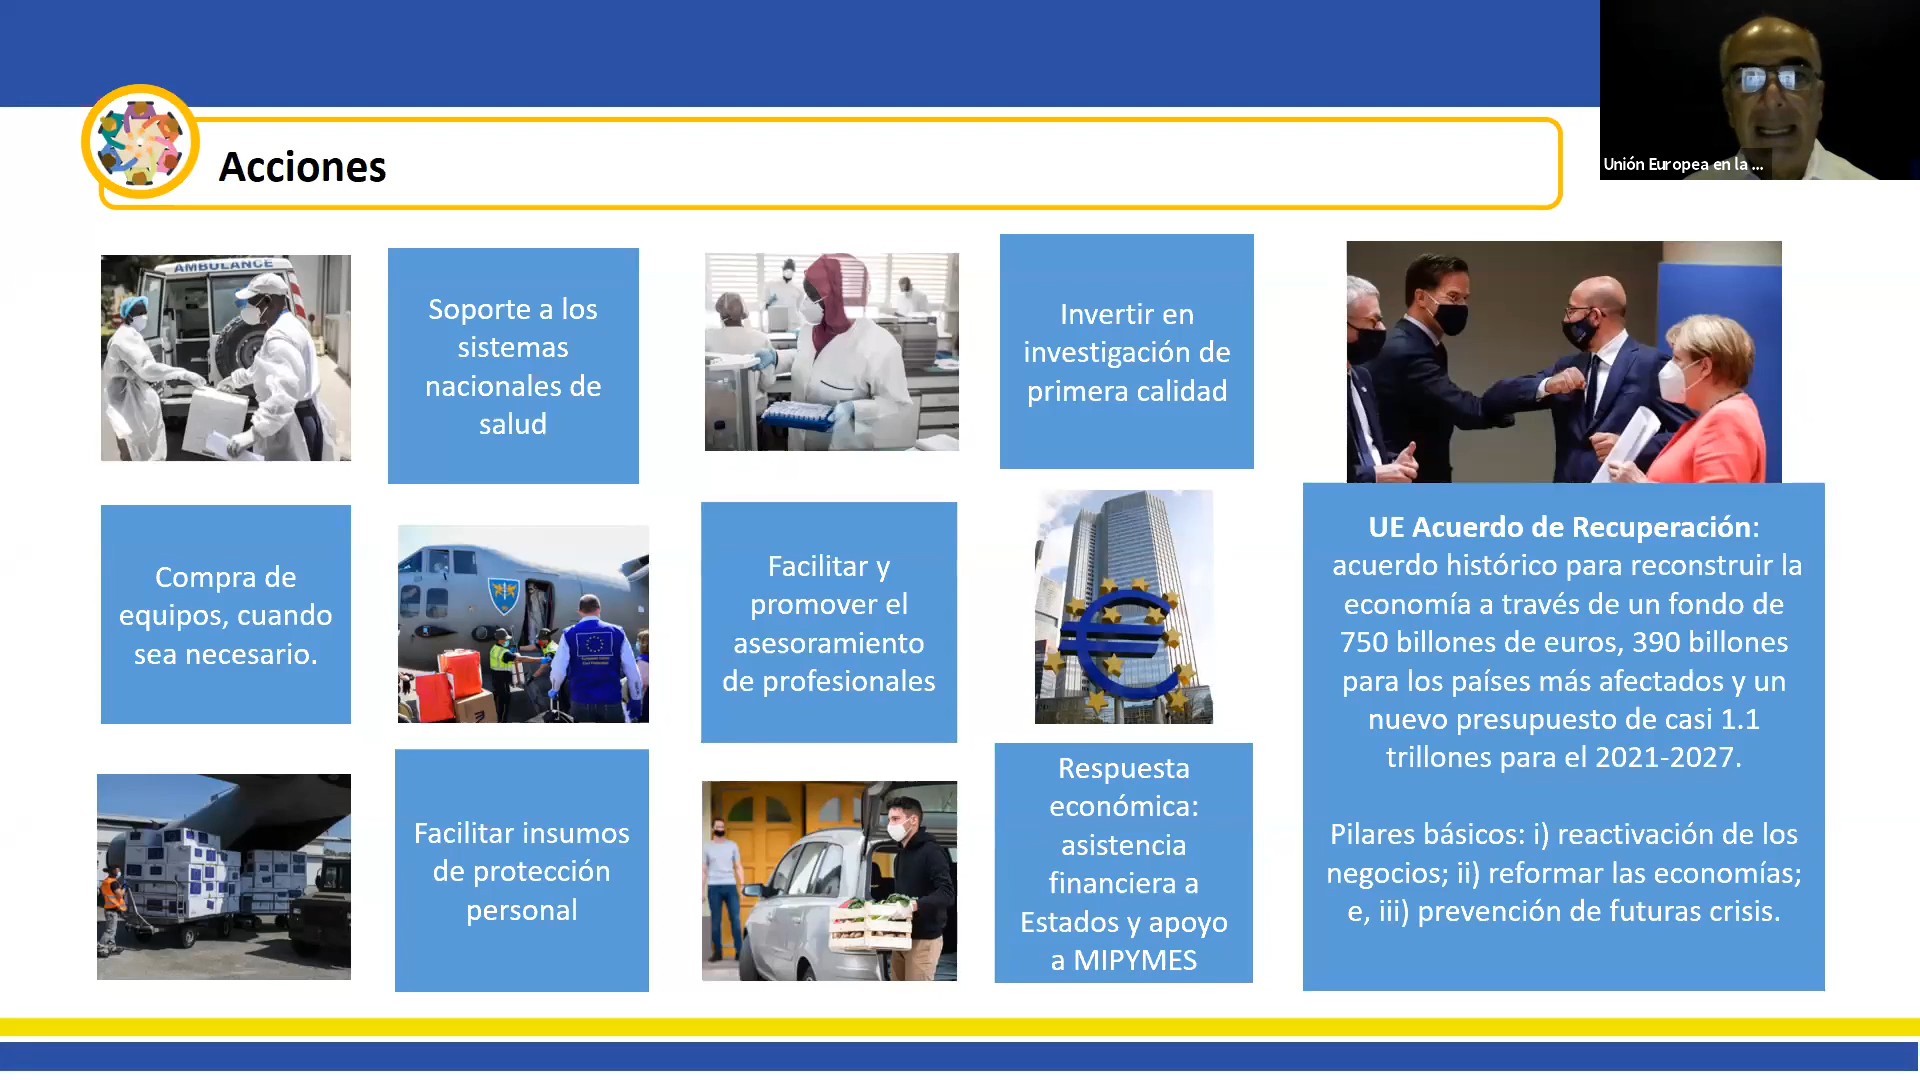 Unión Europea en la ...
Acciones
AMBULANCE
Soporte a los
sistemas
nacionales de
salud
Invertir en
investigación de
primera calidad
Compra de
equipos, cuando
sea necesario.
Facilitar y
promover el
asesoramiento
de profesionales
Facilitar insumos
de protección
personal
Respuesta
económica:
asistencia
financiera a
Estados y apoyo
a MIPYMES
UE Acuerdo de Recuperación:
acuerdo histórico para reconstruir la
economía a través de un fondo de
750 billones de euros, 390 billones
para los países más afectados y un
nuevo presupuesto de casi 1.1
trillones para el 2021-2027.
Pilares básicos: i) reactivación de los
negocios; ii) reformar las economías;
e, iii) prevención de futuras crisis.